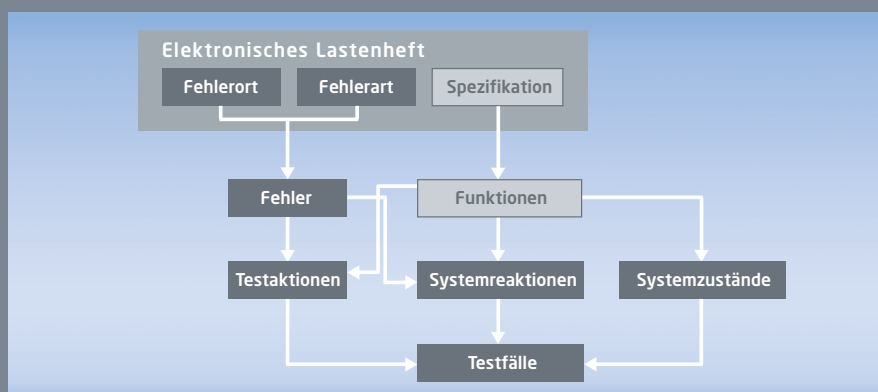 Elektronisches Lastenheft
Fehlerort
Fehlerart
Spezifikation
Fehler
Funktionen
Testaktionen
Systemreaktionen
Systemzustände
Testfälle